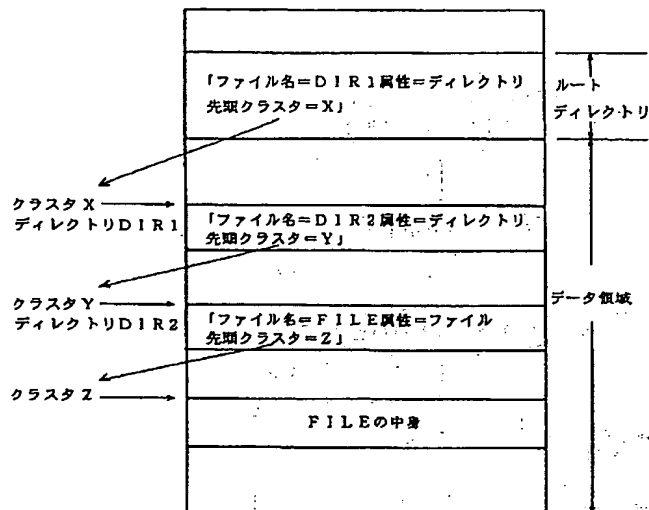 「ファイル名=DIR1属性=ディレクトリ
先頭クラスター=X」
ルート
ディレクトリ
クラスタX
ディレクトリDIR1
「ファイル名=DIR2属性=ディレクトリ
先頭クラスター=Y」
クラスタY
ディレクトリDIR2
「ファイル名=FILE属性=ファイル
先頭クラスター=Z」
データ領域
クラスタZ
FILEの中身